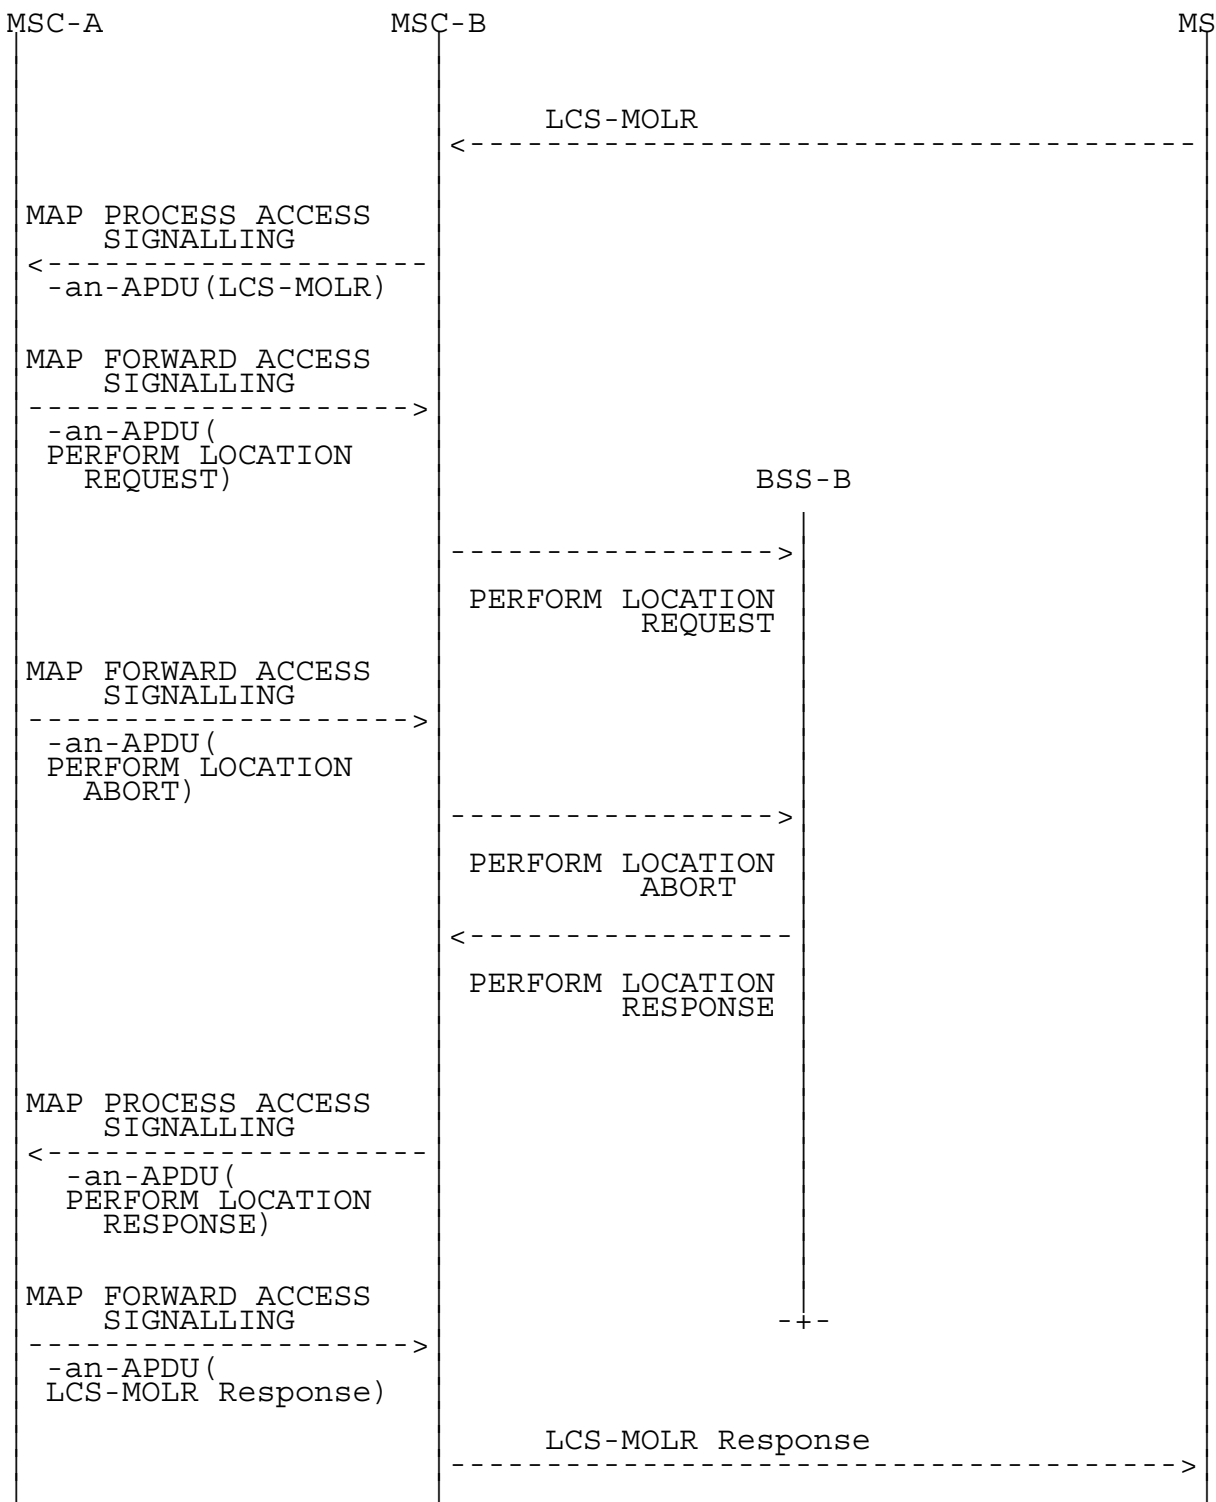 MSC-A MSC-B MS
LCS-MOLR
MAP PROCESS ACCESS
SIGNALLING
-an-APDU(LCS-MOLR)
MAP FORWARD ACCESS
SIGNALLING
-an-APDU(
PERFORM LOCATION
REQUEST)
BSS-B
PERFORM LOCATION
REQUEST
MAP FORWARD ACCESS
SIGNALLING
-an-APDU(
PERFORM LOCATION
ABORT)
PERFORM LOCATION
ABORT
PERFORM LOCATION
RESPONSE
MAP PROCESS ACCESS
SIGNALLING
-an-APDU(
PERFORM LOCATION
RESPONSE)
MAP FORWARD ACCESS
SIGNALLING
-an-APDU(
LCS-MOLR Response)
LCS-MOLR Response